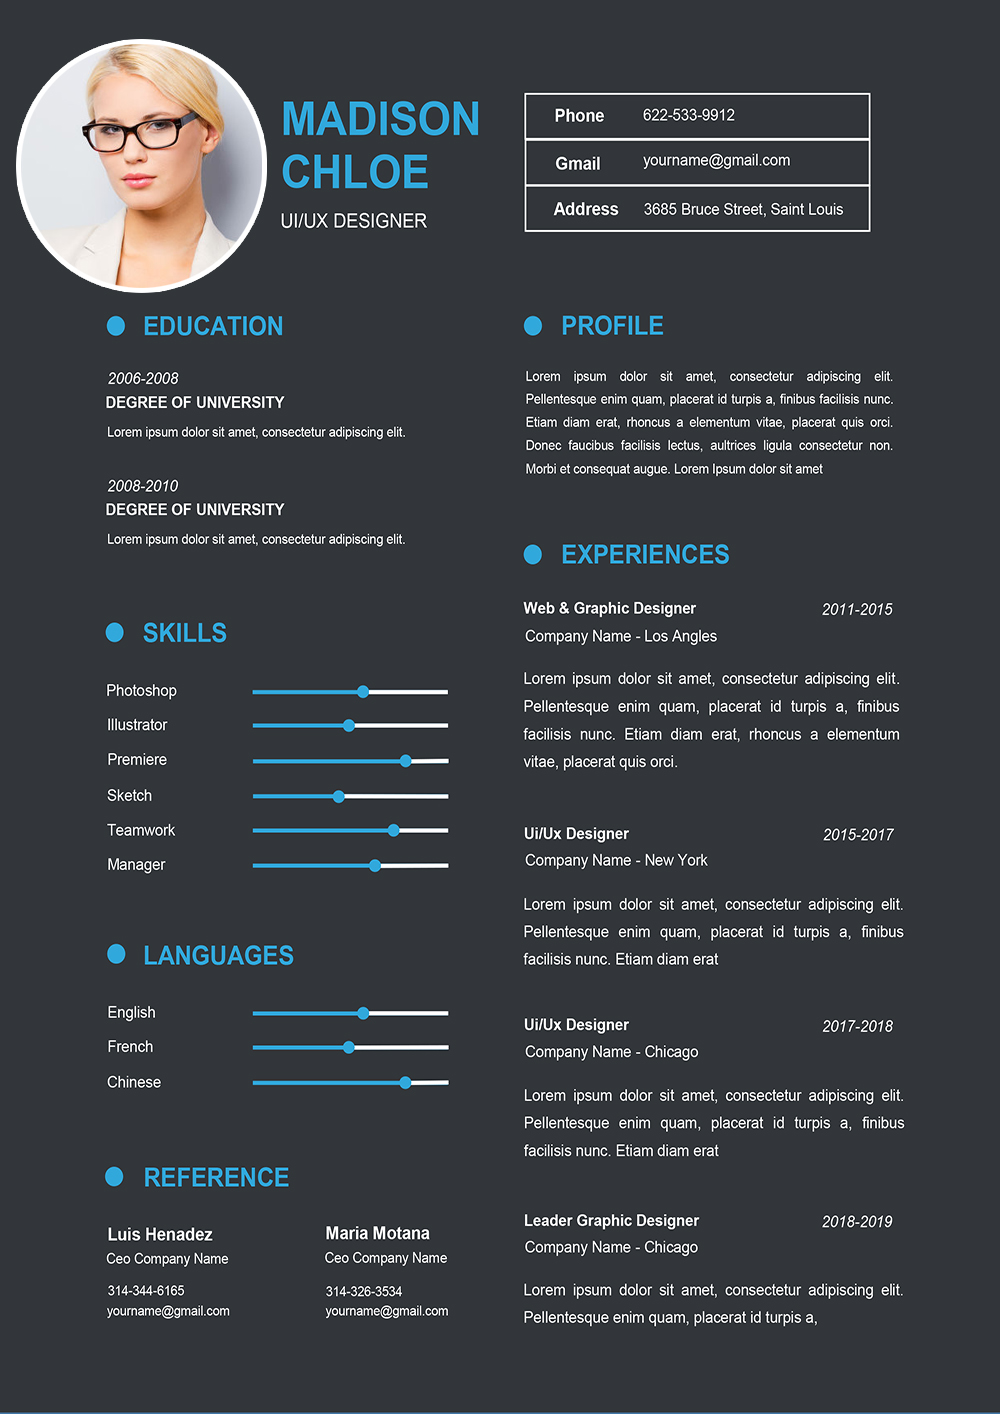 MADISON
CHLOE
UI/UX DESIGNER
Phone 622-533-9912
Gmail yourname@gmail.com
Address 3685 Bruce Street, Saint Louis
EDUCATION
2006-2008
DEGREE OF UNIVERSITY
Lorem ipsum dolor sit amet, consectetur adipiscing elit.
2008-2010
DEGREE OF UNIVERSITY
Lorem ipsum dolor sit amet, consectetur adipiscing elit.
SKILLS
Photoshop
Illustrator
Premiere
Sketch
Teamwork
Manager
LANGUAGES
English
French
Chinese
REFERENCE
Luis Henadez
Ceo Company Name
314-344-6165
yourname@gmail.com
Maria Motana
Ceo Company Name
314-326-3534
yourname@gmail.com
PROFILE
Lorem ipsum dolor sit amet, consectetur adipiscing elit.
Pellentesque enim quam, placerat id turpis a, finibus facilisis nunc.
Etiam diam erat, rhoncus a elementum vitae, placerat quis orci.
Donec faucibus facilisis lectus, aultrices ligula consectetur non.
Morbi et consequat augue. Lorem Ipsum dolor sit amet
EXPERIENCES
Web & Graphic Designer 2011-2015
Company Name - Los Angles
Lorem ipsum dolor sit amet, consectetur adipiscing elit.
Pellentesque enim quam, placerat id turpis a, finibus
facilisis nunc. Etiam diam erat, rhoncus a elementum
vitae, placerat quis orci.
Ui/Ux Designer 2015-2017
Company Name - New York
Lorem ipsum dolor sit amet, consectetur adipiscing elit.
Pellentesque enim quam, placerat id turpis a, finibus
facilisis nunc. Etiam diam erat
Ui/Ux Designer 2017-2018
Company Name - Chicago
Lorem ipsum dolor sit amet, consectetur adipiscing elit.
Pellentesque enim quam, placerat id turpis a, finibus
facilisis nunc. Etiam diam erat
Leader Graphic Designer 2018-2019
Company Name - Chicago
Lorem ipsum dolor sit amet, consectetur adipiscing elit.
Pellentesque enim quam, placerat id turpis a,